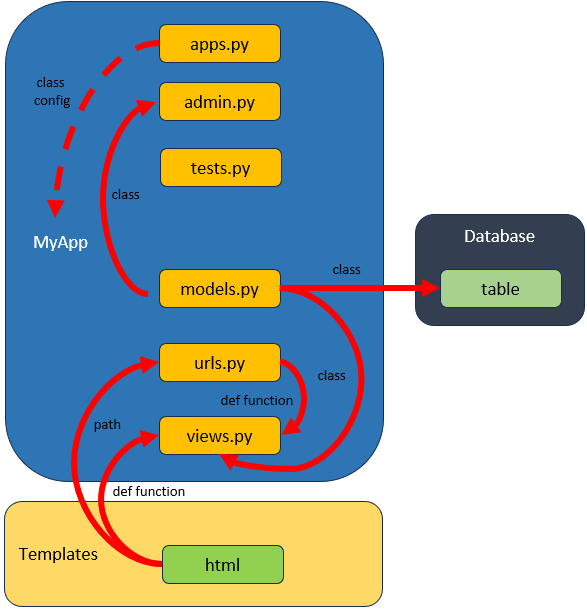 apps.py
class
config
admin.py
tests.py
class
MyApp
Database
class
models.py
table
urls.py
class
def function
path
views.py
def function
Templates
html